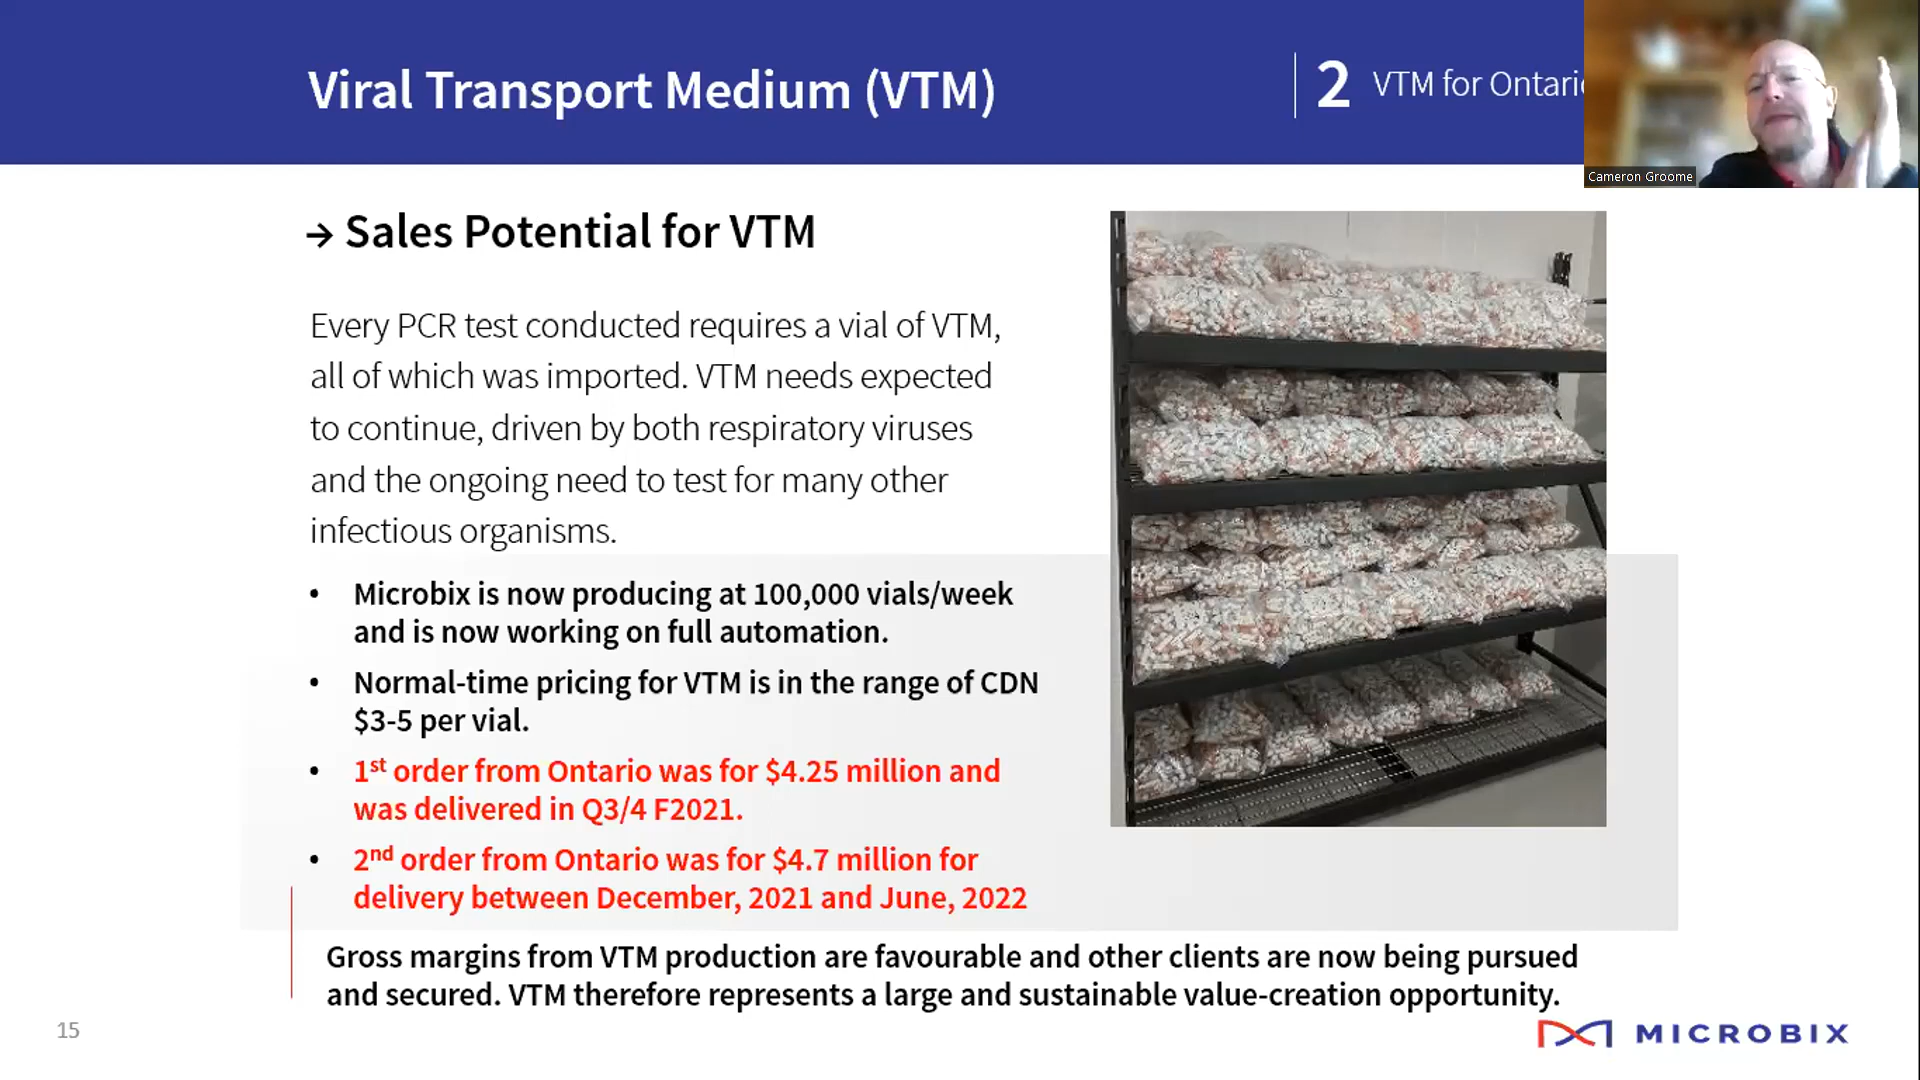 Viral Transport Medium (VTM)
2 VTM for Ontari
Cameron Groome
→ Sales Potential for VTM
Every PCR test conducted requires a vial of VTM,
all of which was imported. VTM needs expected
to continue, driven by both respiratory viruses
and the ongoing need to test for many other
infectious organisms.
• Microbix is now producing at 100,000 vials/week
and is now working on full automation.
• Normal-time pricing for VTM is in the range of CDN
$3-5 per vial.
• 1st order from Ontario was for $4.25 million and
was delivered in Q3/4 F2021.
• 2nd order from Ontario was for $4.7 million for
delivery between December, 2021 and June, 2022
Gross margins from VTM production are favourable and other clients are now being pursued
and secured. VTM therefore represents a large and sustainable value-creation opportunity.
15
MICROBIX